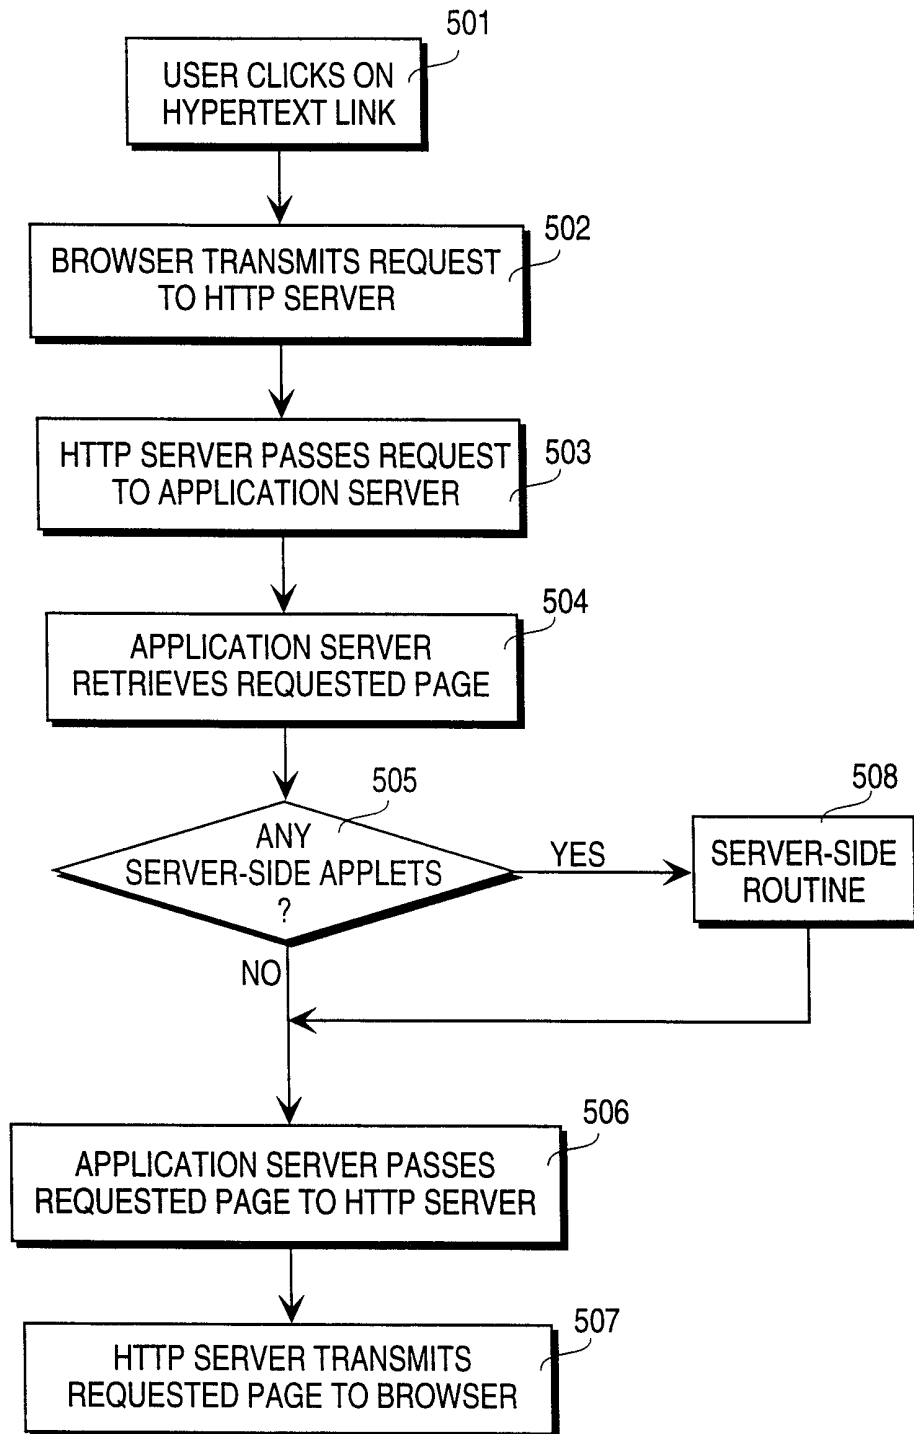 501
USER CLICKS ON
HYPERTEXT LINK
502
BROWSER TRANSMITS REQUEST
TO HTTP SERVER
503
HTTP SERVER PASSES REQUEST
TO APPLICATION SERVER
504
APPLICATION SERVER
RETRIEVES REQUESTED PAGE
505
ANY
SERVER-SIDE APPLETS
?
YES
508
SERVER-SIDE
ROUTINE
NO
506
APPLICATION SERVER PASSES
REQUESTED PAGE TO HTTP SERVER
507
HTTP SERVER TRANSMITS
REQUESTED PAGE TO BROWSER